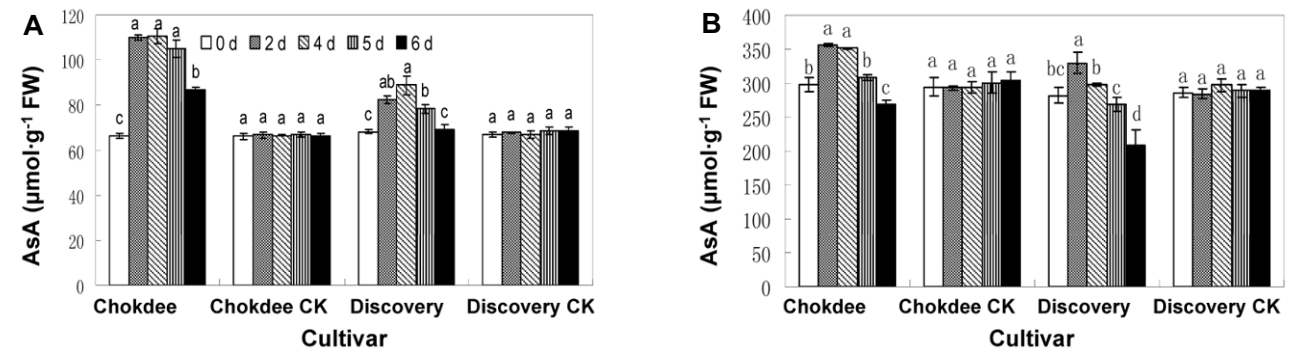 A
AsA (μmol·g⁻¹ FW)
120
100
80
60
40
20
0
0 d 2 d 4 d 5 d 6 d
c a a a b
a a a a a
c ab a b c
a a a a a
Chokdee Chokdee CK Discovery Discovery CK
Cultivar
B
AsA (μmol·g⁻¹ FW)
400
350
300
250
200
150
100
50
0
b a a b c
a a a a a
bc a b c d
a a a a a
Chokdee Chokdee CK Discovery Discovery CK
Cultivar